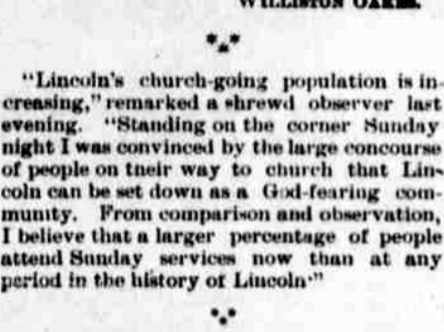 WILLISTON OAKES.
"Lincoln's church-going population is in-
creasing," remarked a shrewd observer last
evening. "Standing on the corner Sunday
night I was convinced by the large concourse
of people on tneir way to church that Lin-
coln can be set down as a God-fearing com-
munity. From comparison and observation,
I believe that a larger percentage of people
attend Sunday services now than at any
period in the history of Lincoln."